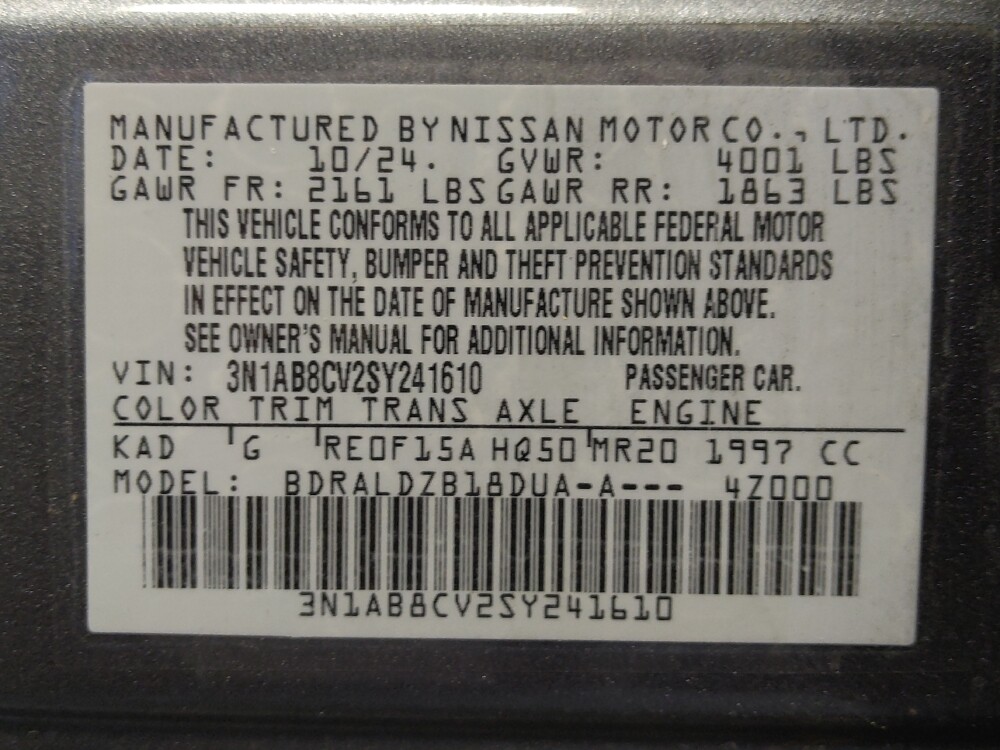 MANUFACTURED BY NISSAN MOTOR CO., LTD.
DATE: 10/24. GVWR: 4001 LBS
GAWR FR: 2161 LBS GAWR RR: 1863 LBS
THIS VEHICLE CONFORMS TO ALL APPLICABLE FEDERAL MOTOR
VEHICLE SAFETY, BUMPER AND THEFT PREVENTION STANDARDS
IN EFFECT ON THE DATE OF MANUFACTURE SHOWN ABOVE.
SEE OWNER'S MANUAL FOR ADDITIONAL INFORMATION.
VIN: 3N1AB8CV2SY241610 PASSENGER CAR.
COLOR TRIM TRANS AXLE ENGINE
KAD G RE0F15A HQ50 MR20 1997 CC
MODEL: BDRALDZB18DUA-A--- 4Z000
3N1AB8CV2SY241610